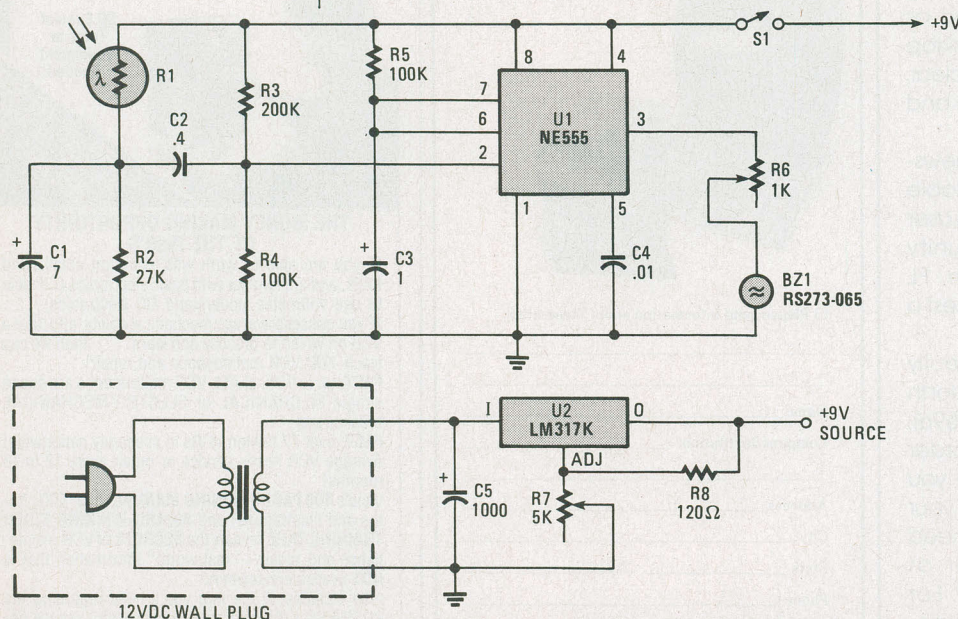 +9V
S1
R1
λ
R5
100K
R3
200K
C2
.4
8
4
7
6
2
3
U1
NE555
1
5
R6
1K
+
C1
7
R2
27K
R4
100K
+
C3
1
C4
.01
BZ1
RS273-065
I
U2
LM317K
O
ADJ
+9V
SOURCE
+
C5
1000
R7
5K
R8
120Ω
12VDC WALL PLUG